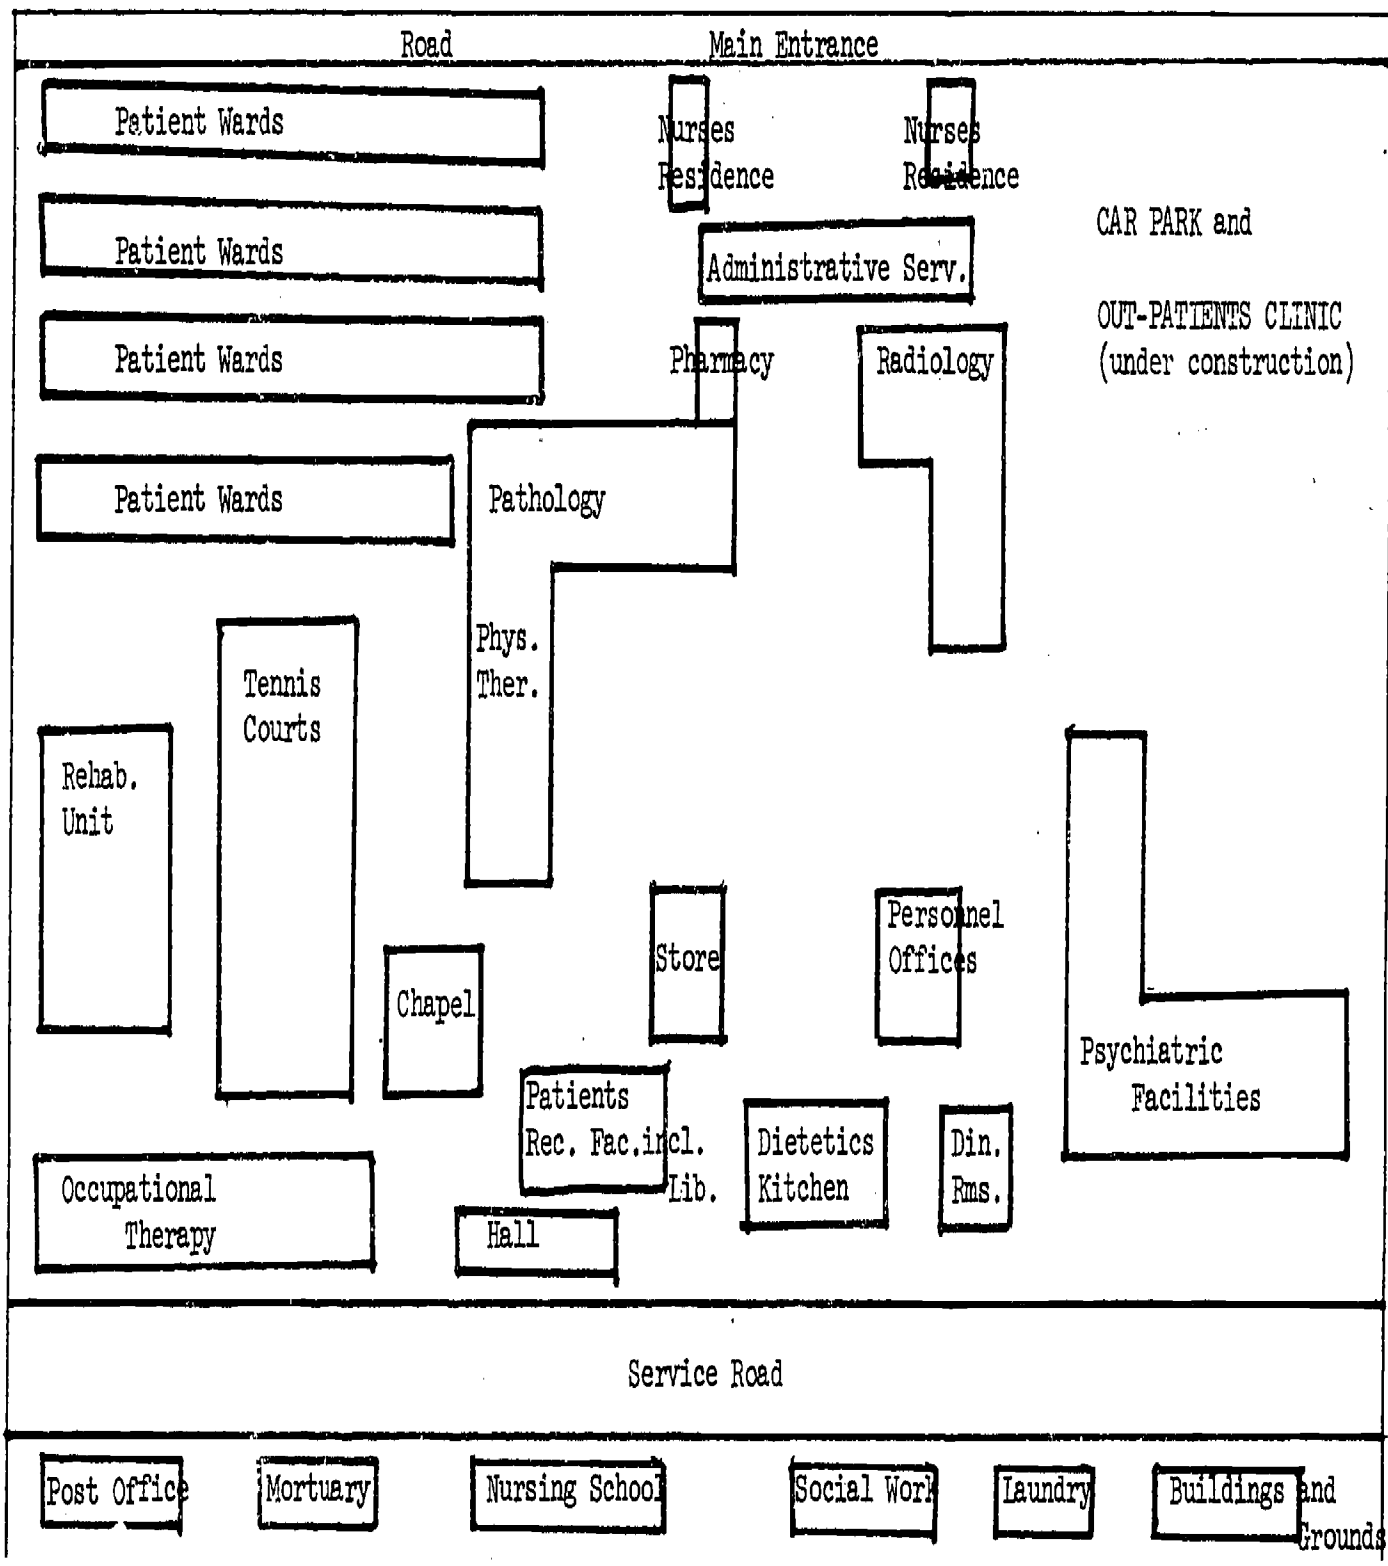 Road Main Entrance
Patient Wards
Nurses
Residence
Nurses
Residence
Patient Wards
Administrative Serv.
CAR PARK and
OUT-PATIENTS CLINIC
(under construction)
Patient Wards
Pharmacy
Radiology
Patient Wards
Pathology
Phys.
Ther.
Tennis
Courts
Rehab.
Unit
Chapel
Store
Personnel
Offices
Psychiatric
Facilities
Patients
Rec. Fac.incl.
Lib.
Dietetics
Kitchen
Din.
Rms.
Occupational
Therapy
Hall
Service Road
Post Office
Mortuary
Nursing School
Social Work
Laundry
Buildings and
Grounds